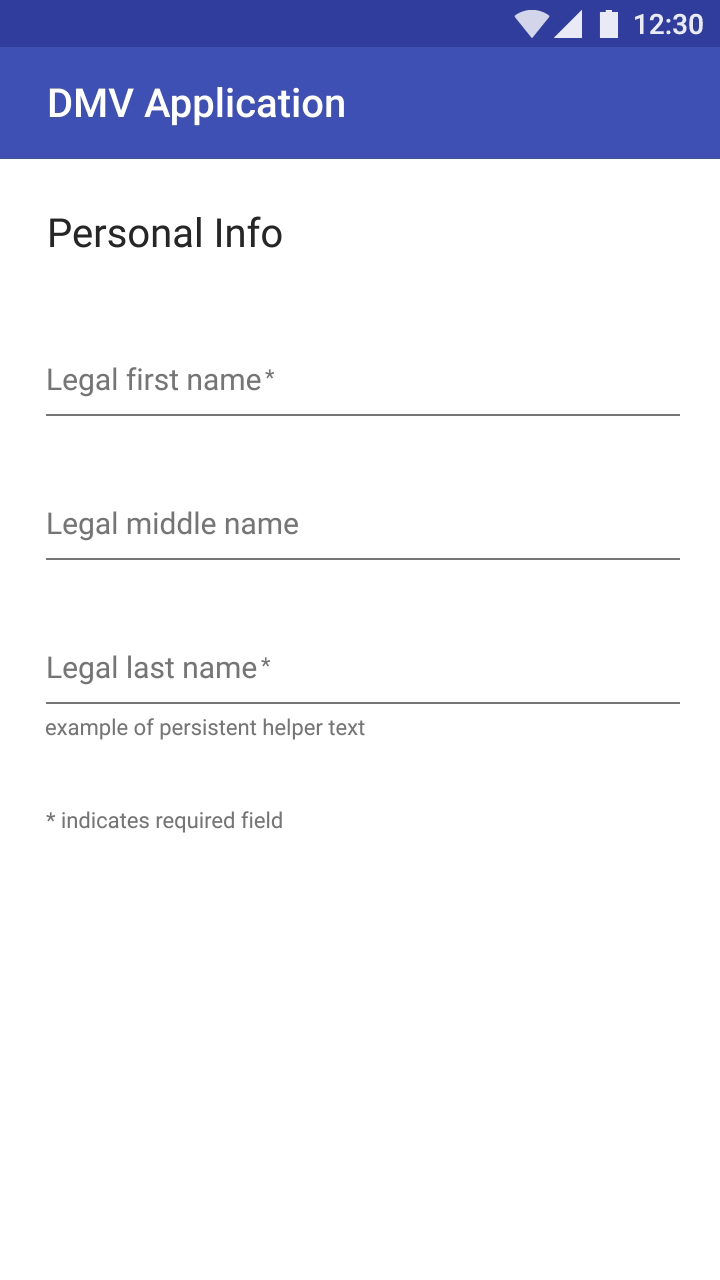 12:30
DMV Application
Personal Info
Legal first name*
Legal middle name
Legal last name*
example of persistent helper text
* indicates required field